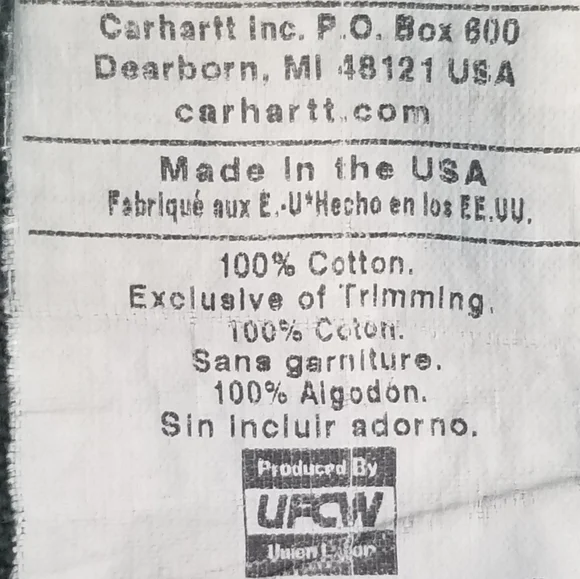 Carhartt Inc. P.O. Box 600
Dearborn, MI 48121 USA
carhartt.com
Made In the USA
Fabriqué aux E.-U*Hecho en los EE.UU.
100% Cotton.
Exclusive of Trimming.
100% Coton.
Sans garniture.
100% Algodón.
Sin incluir adorno.
Produced By
UFCW
Union Labor